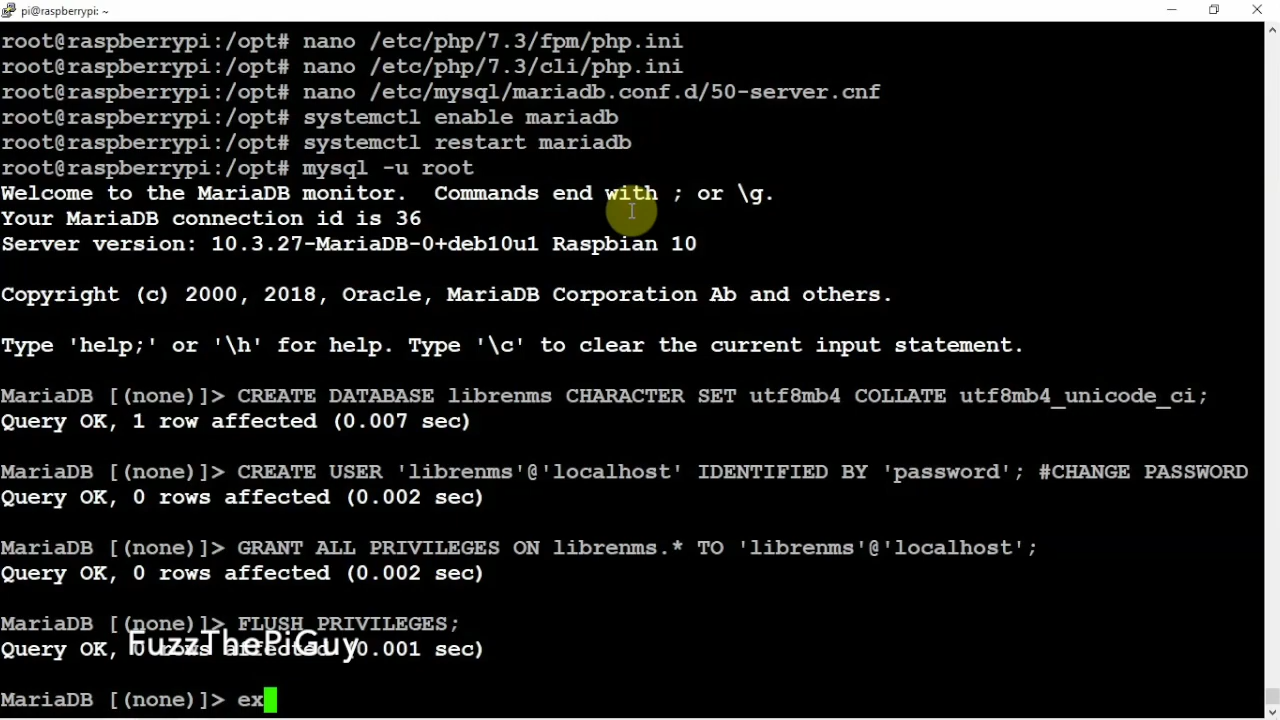 pi@raspberrypi: ~
root@raspberrypi:/opt# nano /etc/php/7.3/fpm/php.ini
root@raspberrypi:/opt# nano /etc/php/7.3/cli/php.ini
root@raspberrypi:/opt# nano /etc/mysql/mariadb.conf.d/50-server.cnf
root@raspberrypi:/opt# systemctl enable mariadb
root@raspberrypi:/opt# systemctl restart mariadb
root@raspberrypi:/opt# mysql -u root
Welcome to the MariaDB monitor.  Commands end with ; or \g.
Your MariaDB connection id is 36
Server version: 10.3.27-MariaDB-0+deb10u1 Raspbian 10
Copyright (c) 2000, 2018, Oracle, MariaDB Corporation Ab and others.
Type 'help;' or '\h' for help. Type '\c' to clear the current input statement.
MariaDB [(none)]> CREATE DATABASE librenms CHARACTER SET utf8mb4 COLLATE utf8mb4_unicode_ci;
Query OK, 1 row affected (0.007 sec)
MariaDB [(none)]> CREATE USER 'librenms'@'localhost' IDENTIFIED BY 'password'; #CHANGE PASSWORD
Query OK, 0 rows affected (0.002 sec)
MariaDB [(none)]> GRANT ALL PRIVILEGES ON librenms.* TO 'librenms'@'localhost';
Query OK, 0 rows affected (0.002 sec)
MariaDB [(none)]> FLUSH PRIVILEGES;
FuzzThePiGuy
Query OK, 0 rows affected (0.001 sec)
MariaDB [(none)]> ex